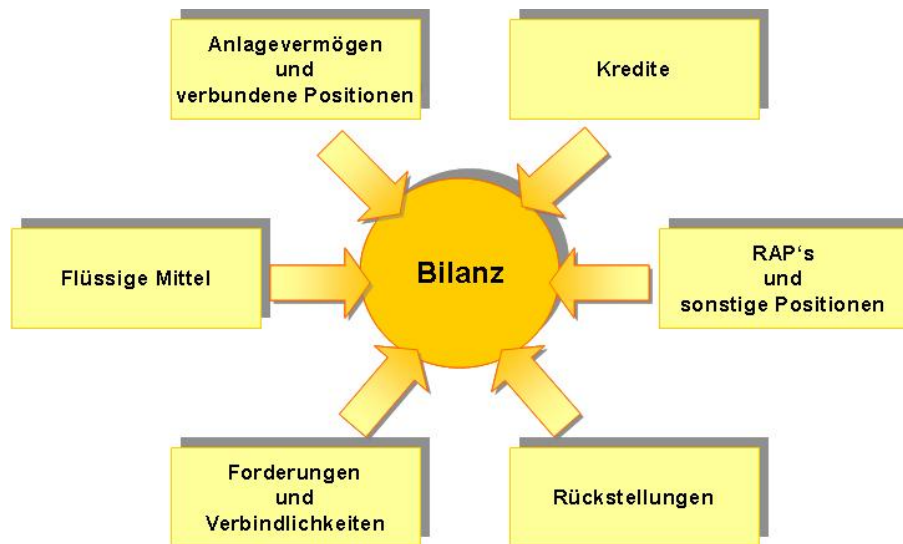 Anlagevermögen
und
verbundene Positionen
Kredite
Flüssige Mittel
Bilanz
RAP‘s
und
sonstige Positionen
Forderungen
und
Verbindlichkeiten
Rückstellungen